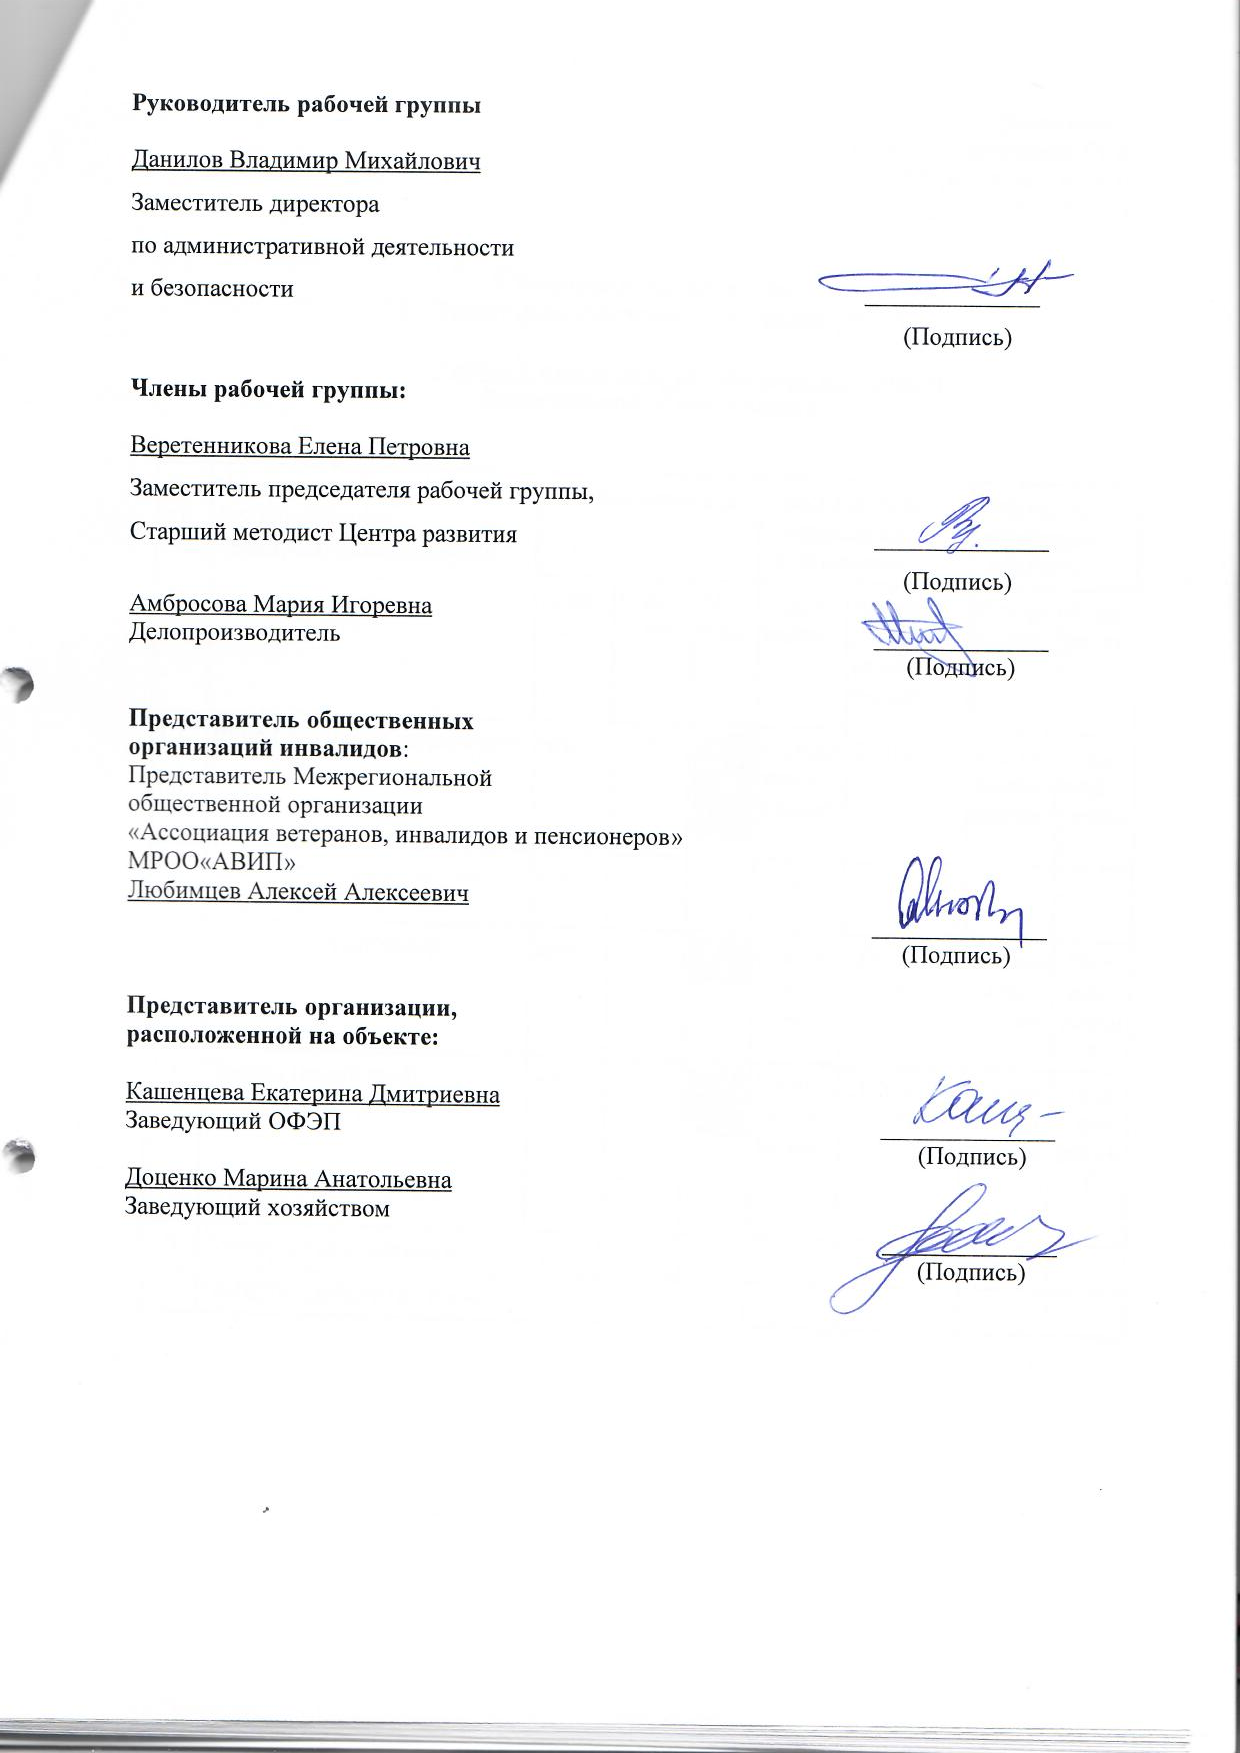 Руководитель рабочей группы
Данилов Владимир Михайлович
Заместитель директора
по административной деятельности
и безопасности
(Подпись)
Члены рабочей группы:
Веретенникова Елена Петровна
Заместитель председателя рабочей группы,
Старший методист Центра развития
(Подпись)
Амбросова Мария Игоревна
Делопроизводитель
(Подпись)
Представитель общественных
организаций инвалидов:
Представитель Межрегиональной
общественной организации
«Ассоциация ветеранов, инвалидов и пенсионеров»
МРОО«АВИП»
Любимцев Алексей Алексеевич
(Подпись)
Представитель организации,
расположенной на объекте:
Кашенцева Екатерина Дмитриевна
Заведующий ОФЭП
(Подпись)
Доценко Марина Анатольевна
Заведующий хозяйством
(Подпись)